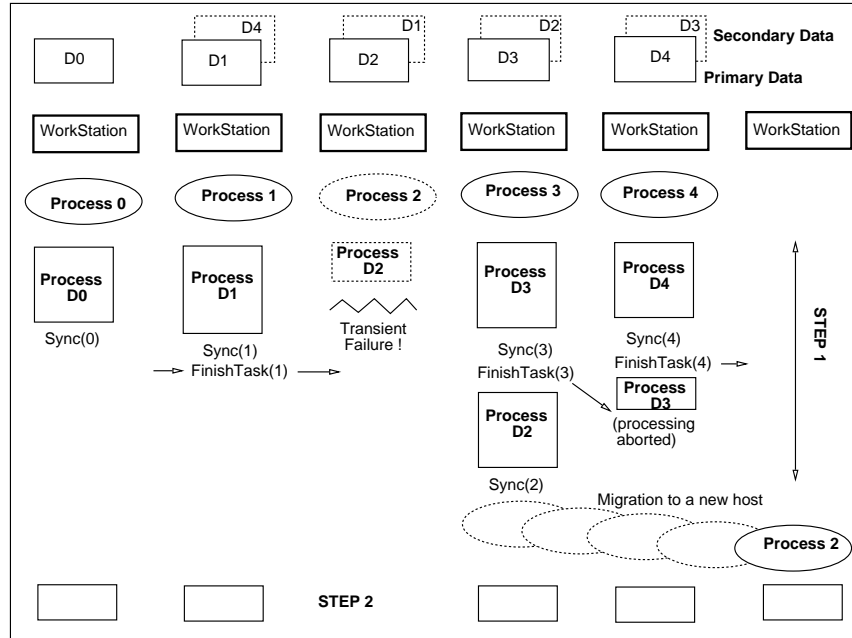 D4
D1
D2
D3
Secondary Data
D0
D1
D2
D3
D4
Primary Data
WorkStation
WorkStation
WorkStation
WorkStation
WorkStation
WorkStation
Process 0
Process 1
Process 2
Process 3
Process 4
Process
D0
Process
D1
Process
D2
Process
D3
Process
D4
Sync(0)
Transient
Failure !
Sync(1)
FinishTask(1)
Sync(3)
FinishTask(3)
Sync(4)
FinishTask(4)
STEP 1
Process
D3
(processing
aborted)
Process
D2
Sync(2)
Migration to a new host
Process 2
STEP 2